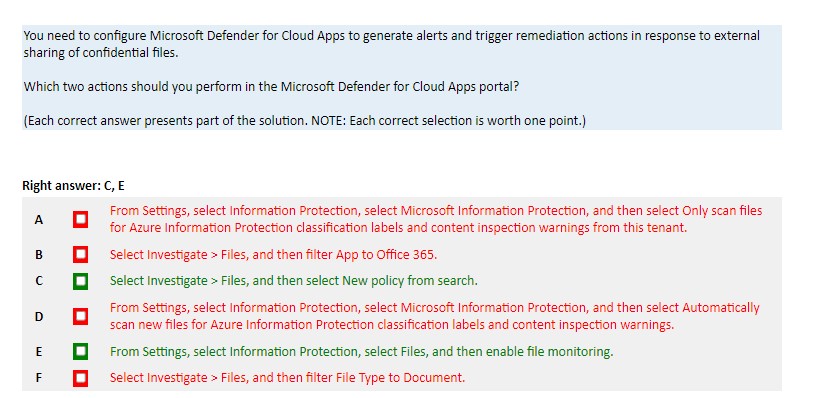 You need to configure Microsoft Defender for Cloud Apps to generate alerts and trigger remediation actions in response to external
sharing of confidential files.
Which two actions should you perform in the Microsoft Defender for Cloud Apps portal?
(Each correct answer presents part of the solution. NOTE: Each correct selection is worth one point.)
Right answer: C, E
A From Settings, select Information Protection, select Microsoft Information Protection, and then select Only scan files
for Azure Information Protection classification labels and content inspection warnings from this tenant.
B Select Investigate > Files, and then filter App to Office 365.
C Select Investigate > Files, and then select New policy from search.
D From Settings, select Information Protection, select Microsoft Information Protection, and then select Automatically
scan new files for Azure Information Protection classification labels and content inspection warnings.
E From Settings, select Information Protection, select Files, and then enable file monitoring.
F Select Investigate > Files, and then filter File Type to Document.